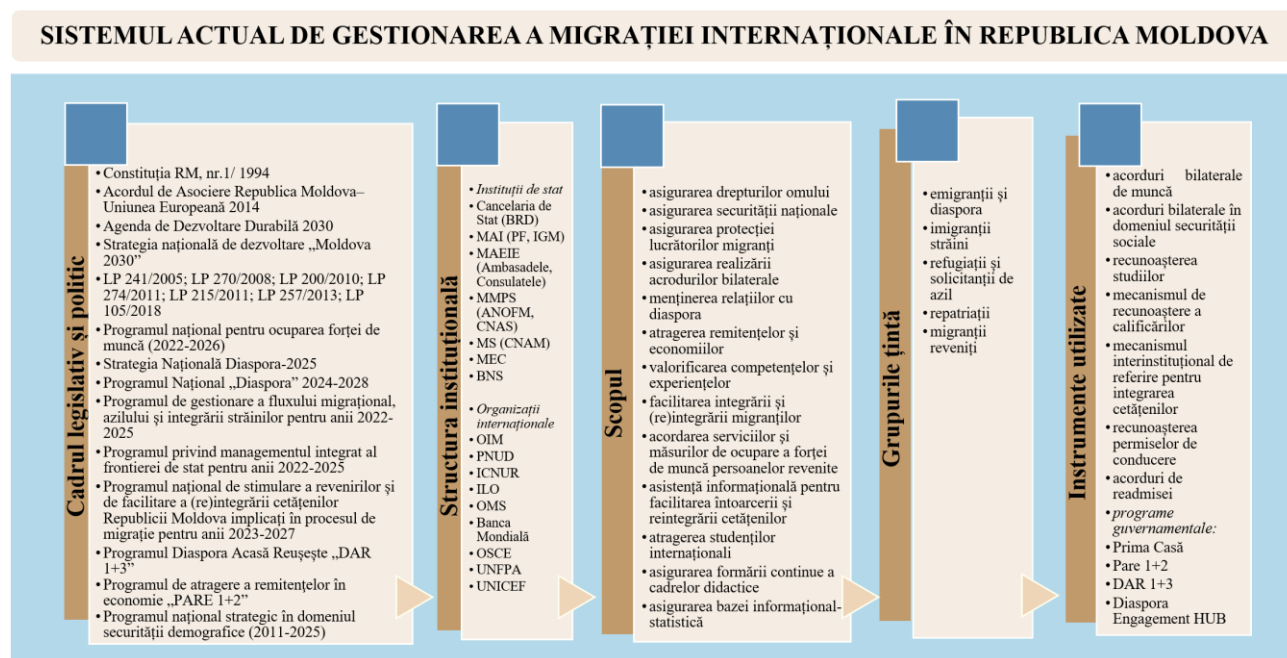 SISTEMUL ACTUAL DE GESTIONAREA A MIGRAȚIEI INTERNAȚIONALE ÎN REPUBLICA MOLDOVA
Cadrul legislativ și politic
• Constituția RM, nr.1/ 1994
• Acordul de Asociere Republica Moldova–
Uniunea Europeană 2014
• Agenda de Dezvoltare Durabilă 2030
• Strategia națională de dezvoltare „Moldova
2030”
• LP 241/2005; LP 270/2008; LP 200/2010; LP
274/2011; LP 215/2011; LP 257/2013; LP
105/2018
• Programul național pentru ocuparea forței de
muncă (2022-2026)
• Strategia Națională Diaspora-2025
• Programul Național „Diaspora” 2024-2028
• Programul de gestionare a fluxului migrațional,
azilului și integrării străinilor pentru anii 2022-
2025
• Programul privind managementul integrat al
frontierei de stat pentru anii 2022-2025
• Programul național de stimulare a revenirilor și
de facilitare a (re)integrării cetățenilor
Republicii Moldova implicați în procesul de
migrație pentru anii 2023-2027
• Programul Diaspora Acasă Reușește „DAR
1+3”
• Programul de atragere a remitențelor în
economie „PARE 1+2”
• Programul național strategic în domeniul
securității demografice (2011-2025)
Structura instituțională
• Instituții de stat
• Cancelaria de
Stat (BRD)
• MAI (PF, IGM)
• MAEIE
(Ambasadele,
Consulatele)
• MMPS
(ANOFM,
CNAS)
• MS (CNAM)
• MEC
• BNS
• Organizații
internaționale
• OIM
• PNUD
• ICNUR
• ILO
• OMS
• Banca
Mondială
• OSCE
• UNFPA
• UNICEF
Scopul
• asigurarea drepturilor omului
• asigurarea securității naționale
• asigurarea protecției
lucrătorilor migranți
• asigurarea realizării
acrodurilor bilaterale
• menținerea relațiilor cu
diaspora
• atragerea remitențelor și
economiilor
• valorificarea competențelor și
experiențelor
• facilitarea integrării și
(re)integrării migranților
• acordarea serviciilor și
măsurilor de ocupare a forței
de muncă persoanelor revenite
• asistență informațională pentru
facilitarea întoarcerii și
reintegrării cetățenilor
• atragerea studenților
internaționali
• asigurarea formării continue a
cadrelor didactice
• asigurarea bazei informațional-
statistică
Grupurile țintă
• emigranții și
diaspora
• imigranții
străini
• refugiații și
solicitanții de
azil
• repatriații
• migranții
reveniți
Instrumente utilizate
• acorduri bilaterale
de muncă
• acorduri bilaterale în
domeniul securității
sociale
• recunoașterea
studiilor
• mecanismul de
recunoaștere a
calificărilor
• mecanismul
interinstituțional de
referire pentru
integrarea
cetățenilor
• recunoașterea
permiselor de
conducere
• acorduri de
readmisei
• programe
guvernamentale:
• Prima Casă
• Pare 1+2
• DAR 1+3
• Diaspora
Engagement HUB